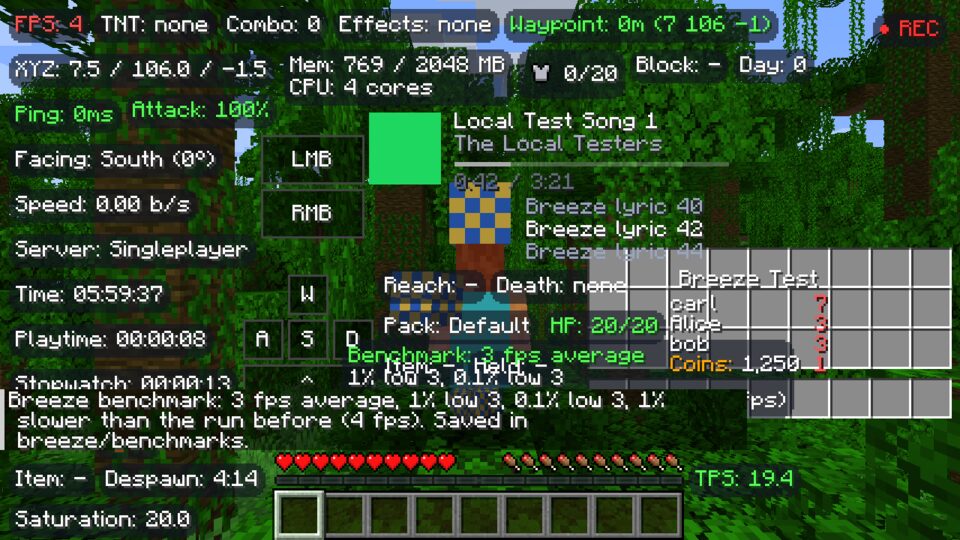 FPS: 4 TNT: none Combo: 0 Effects: none Waypoint: 0m (7 106 -1) REC
XYZ: 7.5 / 106.0 / -1.5 Mem: 769 / 2048 MB 0/20 Block: - Day: 0
CPU: 4 cores
Ping: 0ms Attack: 100%
Local Test Song 1
The Local Testers
Facing: South (0°) LMB
0:42 / 3:21
Speed: 0.00 b/s RMB
Breeze lyric 40
Breeze lyric 42
Breeze lyric 44
Server: Singleplayer
Breeze Test
Reach: - Death: none
Time: 05:59:37 W
carl 7
Alice 3
Pack: Default HP: 20/20
bob 3
Playtime: 00:00:08 A S D
Benchmark: 3 fps average
Coins: 1,250 1
Item: - Held: -
1% low 3, 0.1% low 3
Stopwatch: 00:00:13 ^
Breeze benchmark: 3 fps average, 1% low 3, 0.1% low 3, 1%
fps)
slower than the run before (4 fps). Saved in
breeze/benchmarks.
Item: - Despawn: 4:14 TPS: 19.4
Saturation: 20.0